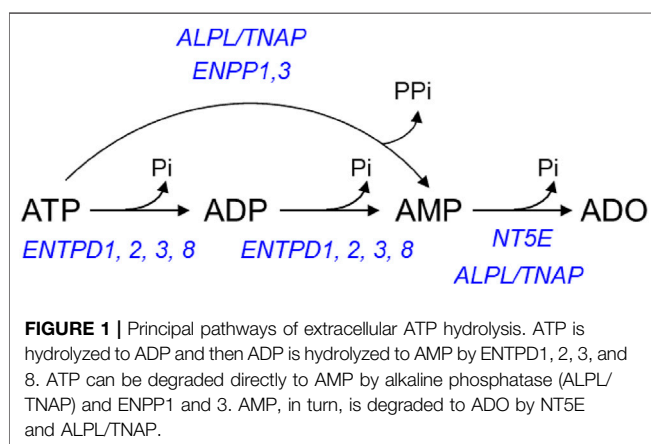 ALPL/TNAP
ENPP1,3
PPi
Pi Pi Pi
ATP ADP AMP ADO
ENTPD1, 2, 3, 8 ENTPD1, 2, 3, 8 NT5E
ALPL/TNAP
FIGURE 1 | Principal pathways of extracellular ATP hydrolysis. ATP is
hydrolyzed to ADP and then ADP is hydrolyzed to AMP by ENTPD1, 2, 3, and
8. ATP can be degraded directly to AMP by alkaline phosphatase (ALPL/
TNAP) and ENPP1 and 3. AMP, in turn, is degraded to ADO by NT5E
and ALPL/TNAP.